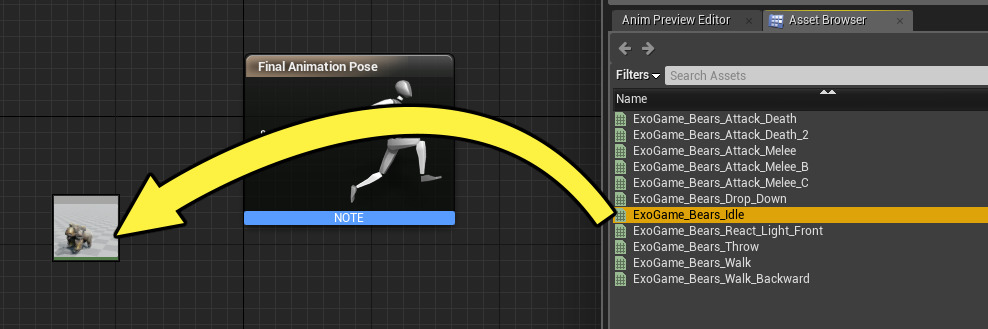 Anim Preview Editor
Asset Browser
Final Animation Pose
Filters
Search Assets
Name
ExoGame_Bears_Attack_Death
ExoGame_Bears_Attack_Death_2
ExoGame_Bears_Attack_Melee
ExoGame_Bears_Attack_Melee_B
ExoGame_Bears_Attack_Melee_C
ExoGame_Bears_Drop_Down
ExoGame_Bears_Idle
ExoGame_Bears_React_Light_Front
ExoGame_Bears_Throw
ExoGame_Bears_Walk
ExoGame_Bears_Walk_Backward
NOTE